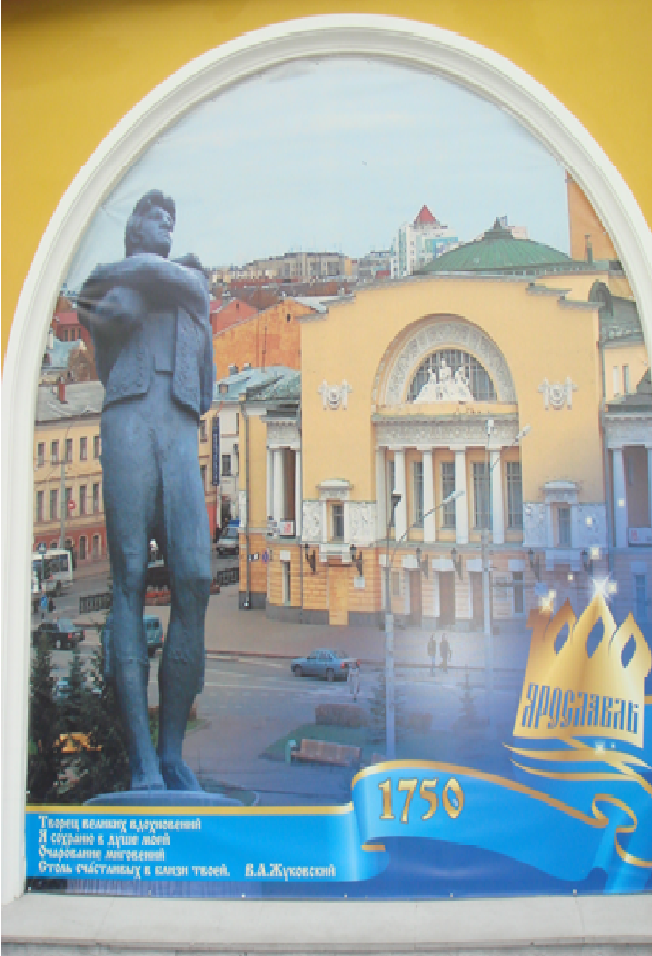 ЯРОСЛАВЛЬ
1750
Творец великих вдохновений
Я сохраню в душе моей
Очарование мгновений
Столь счастливых в близи твоей. В.А.Жуковский